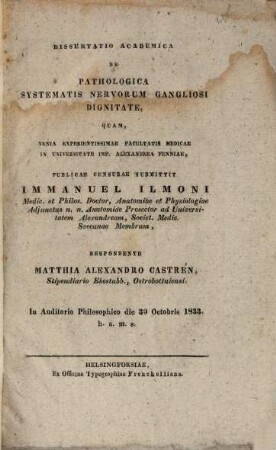 DISSERTATIO ACADEMICA
DE
PATHOLOGICA
SYSTEMATIS NERVORUM GANGLIOSI
DIGNITATE,
QUAM,
VENIA EXPERIENTISSIMAE FACULTATIS MEDICAE
IN UNIVERSITATE IMP. ALEXANDREA FENNIAE,
PUBLICAE CENSURAE SUBMITTIT
IMMANUEL ILMONI
Medic. et Philos. Doctor, Anatomiae et Physiologiae
Adjunctus n. n. Anatomiae Prosector ad Universi-
tatem Alexandream, Societ. Medic.
Svecanae Membrum,
RESPONDENTE
MATTHIA ALEXANDRO CASTRÉN,
Stipendiario Ehestubb., Ostrobottniensi.
In Auditorio Philosophico die 30 Octobris 1833.
h. a. m. s.
HELSINGFORSIAE,
Ex Officina Typographica Frenckelliana.